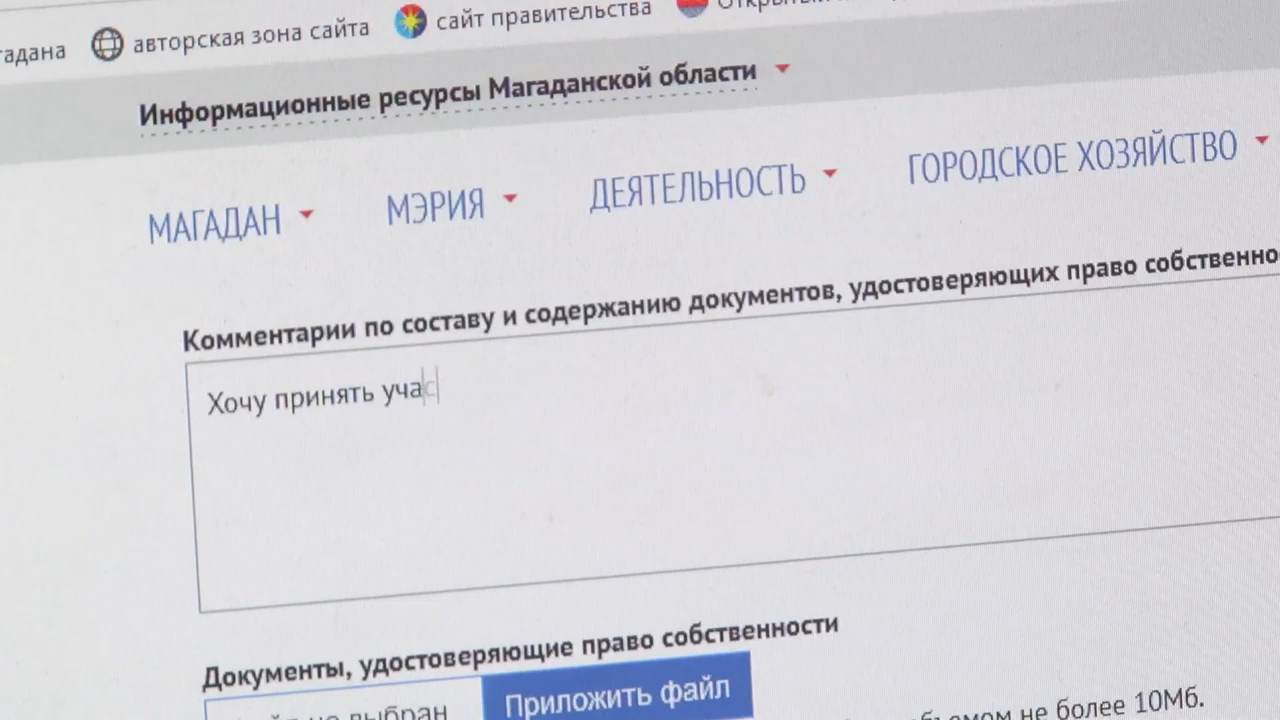 авторская зона сайта сайт правительства
Информационные ресурсы Магаданской области
МАГАДАН МЭРИЯ ДЕЯТЕЛЬНОСТЬ ГОРОДСКОЕ ХОЗЯЙСТВО
Комментарии по составу и содержанию документов, удостоверяющих право собственно
Хочу принять учас
Документы, удостоверяющие право собственности
выбран Приложить файл не более 10Мб.